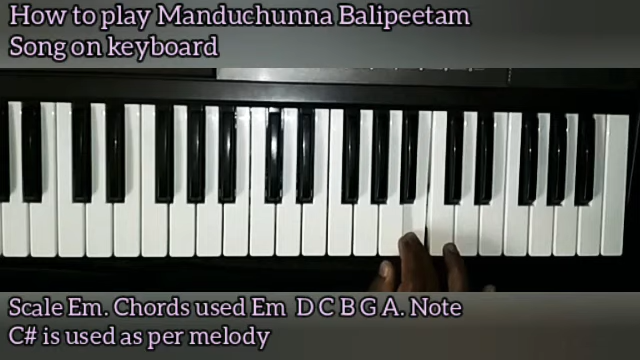 How to play Manduchunna Balipeetam
Song on keyboard
Scale Em. Chords used Em D C B G A. Note
C# is used as per melody